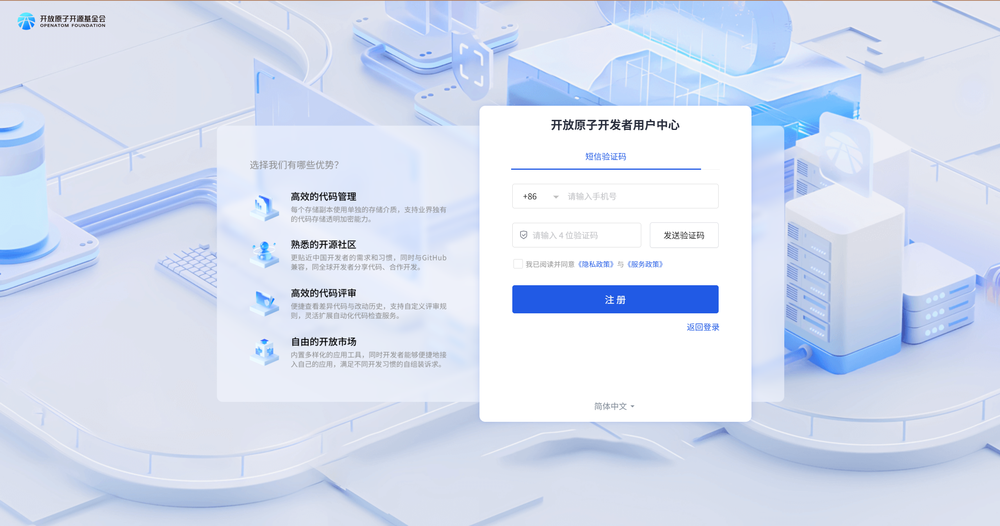 开放原子开源基金会
OPENATOM FOUNDATION
选择我们有哪些优势？
高效的代码管理
每个存储副本使用单独的存储介质，支持业界独有
的代码存储透明加密能力。
熟悉的开源社区
更贴近中国开发者的需求和习惯，同时与GitHub
兼容，同全球开发者分享代码、合作开发。
高效的代码评审
便捷查看差异代码与改动历史，支持自定义评审规
则，灵活扩展自动化代码检查服务。
自由的开放市场
内置多样化的应用工具，同时开发者能够便捷地接
入自己的应用，满足不同开发习惯的自组装诉求。
开放原子开发者用户中心
短信验证码
+86 请输入手机号
请输入 4 位验证码 发送验证码
我已阅读并同意《隐私政策》与《服务政策》
注 册
返回登录
简体中文